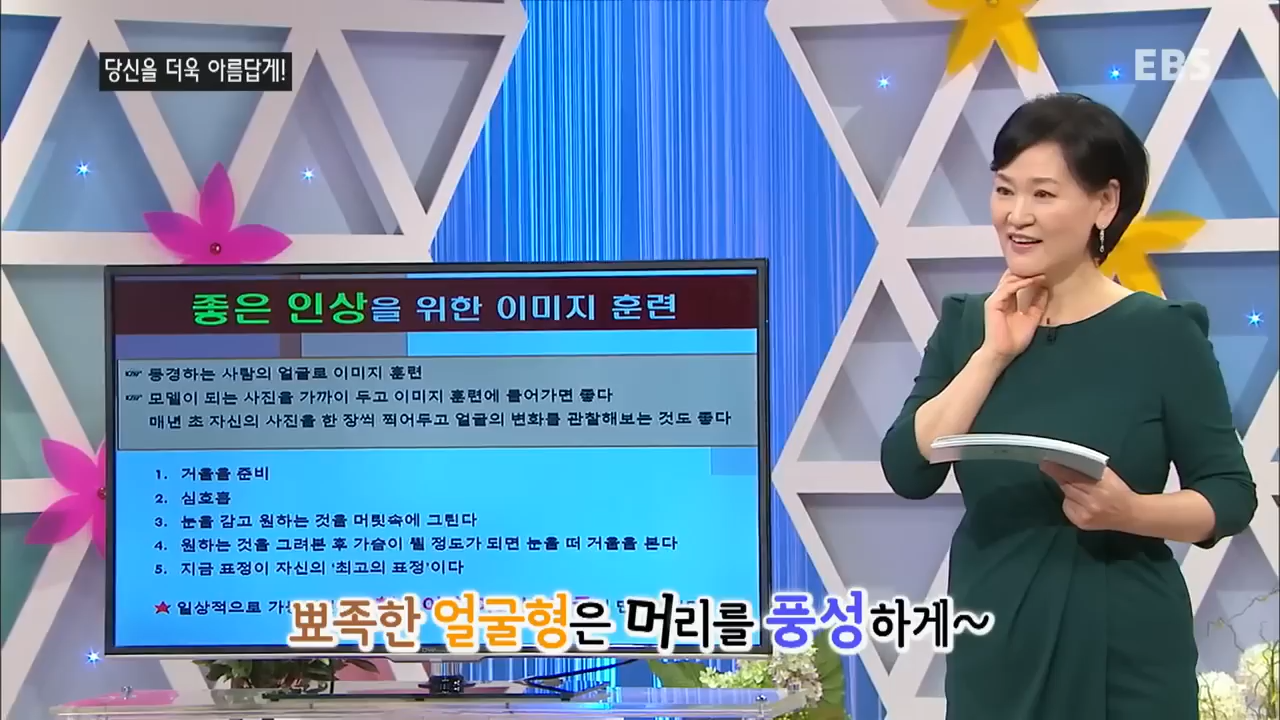 당신을 더욱 아름답게!
EBS
좋은 인상을 위한 이미지 훈련
동경하는 사람의 얼굴로 이미지 훈련
모델이 되는 사진을 가까이 두고 이미지 훈련에 들어가면 좋다
매년 초 자신의 사진을 한 장씩 찍어두고 얼굴의 변화를 관찰해보는 것도 좋다
1. 거울을 준비
2. 심호흡
3. 눈을 감고 원하는 것을 머릿속에 그린다
4. 원하는 것을 그려본 후 가슴이 뛸 정도가 되면 눈을 떠 거울을 본다
5. 지금 표정이 자신의 '최고의 표정'이다
★ 일상적으로
뾰족한 얼굴형은 머리를 풍성하게~